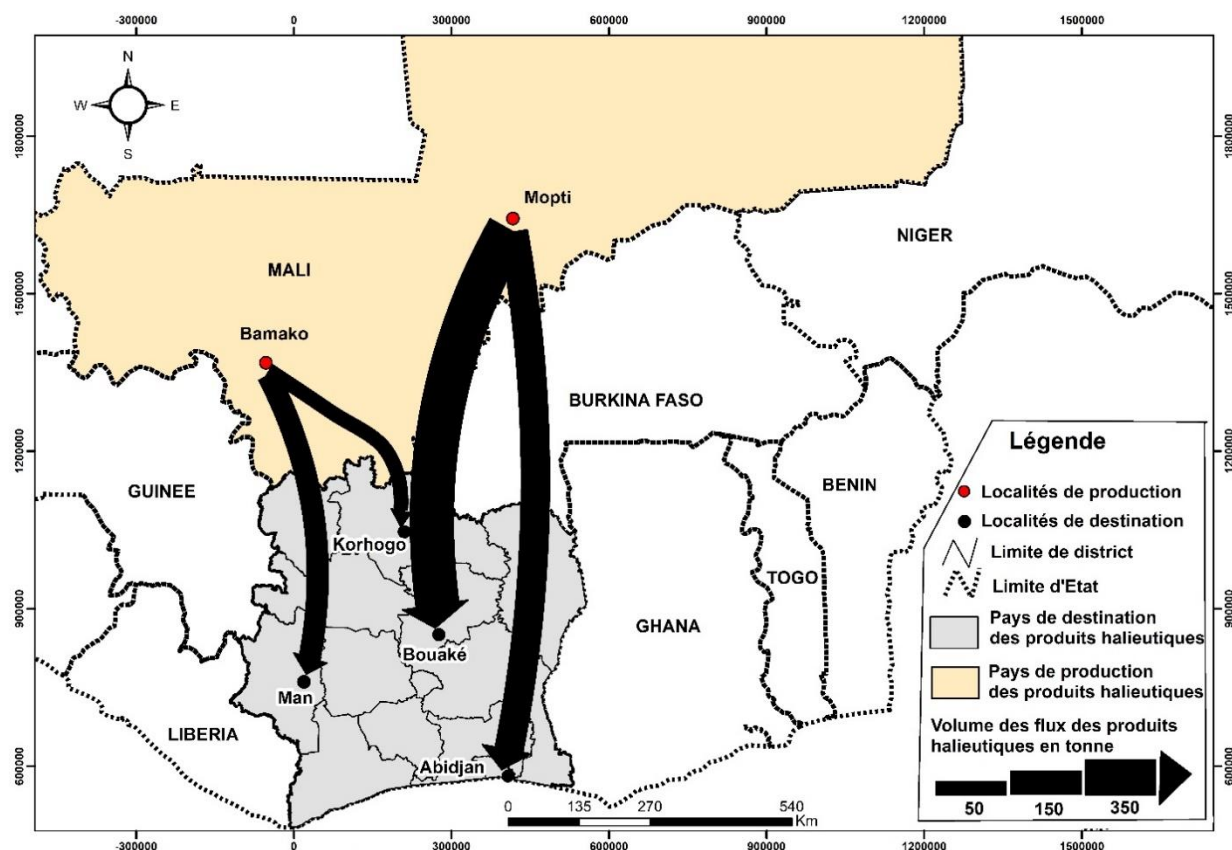 -300000 0 300000 600000 900000 1200000 1500000
N
W E
S
1800000 1800000
Mopti
NIGER
MALI
1500000 1500000
Bamako
BURKINA FASO
1200000 1200000
GUINEE
BENIN
Korhogo
TOGO
900000 900000
GHANA
Bouaké
Man
LIBERIA
Abidjan
600000 600000
0 135 270 540
Km
Légende
Localités de production
Localités de destination
Limite de district
Limite d'Etat
Pays de destination
des produits halieutiques
Pays de production
des produits halieutiques
Volume des flux des produits
halieutiques en tonne
50 150 350
-300000 0 300000 600000 900000 1200000 1500000